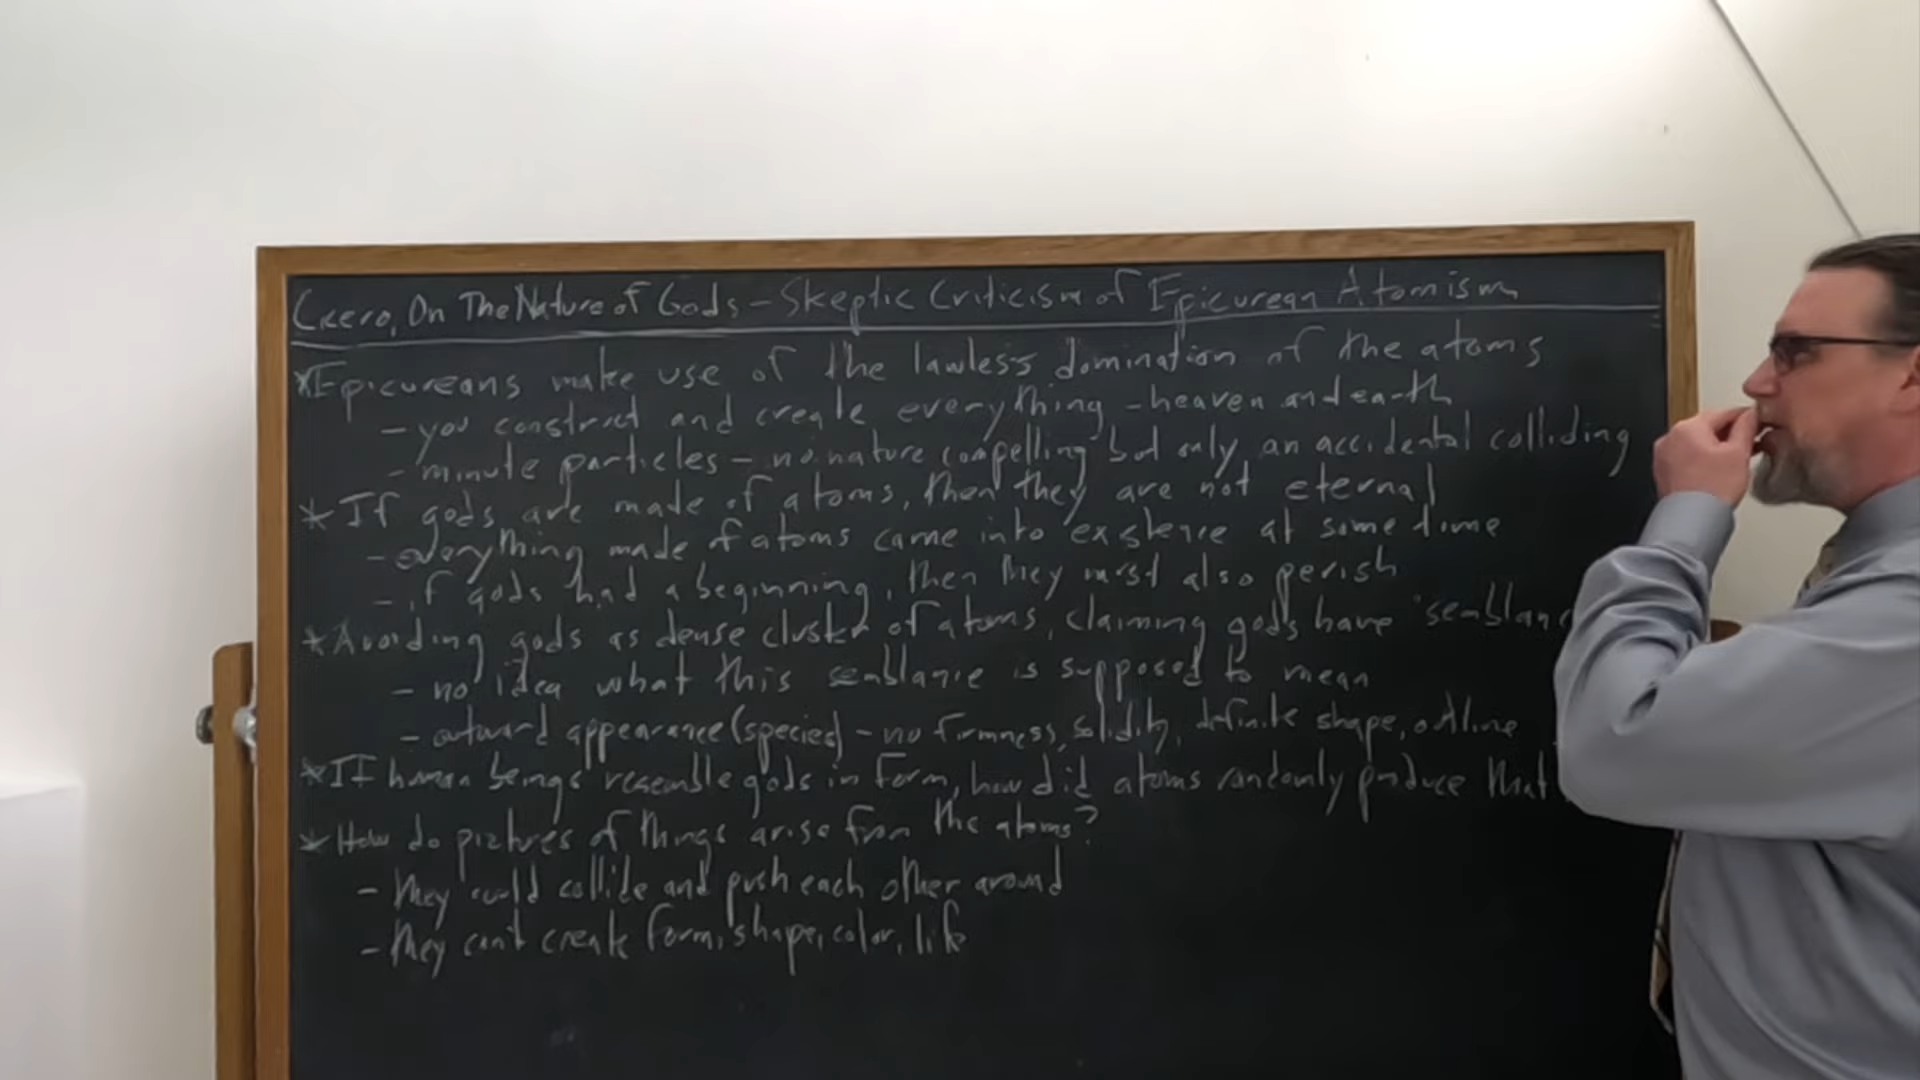 Cicero, On The Nature of Gods - Skeptic Criticism of Epicurean Atomism
* Epicureans make use of the lawless domination of the atoms
- you construct and create everything - heaven and earth
- minute particles - no nature compelling but only an accidental colliding
* If gods are made of atoms, then they are not eternal
- everything made of atoms came into existence at some time
- if gods had a beginning, then they must also perish
* Avoiding gods as dense cluster of atoms, claiming gods have "semblanc
- no idea what this semblance is supposed to mean
- outward appearance (species) - no firmness, solidity, definite shape, outline
* If human beings resemble gods in form, how did atoms randomly produce that
* How do pictures of things arise from the atoms?
- they could collide and push each other around
- they can't create form, shape, color, life